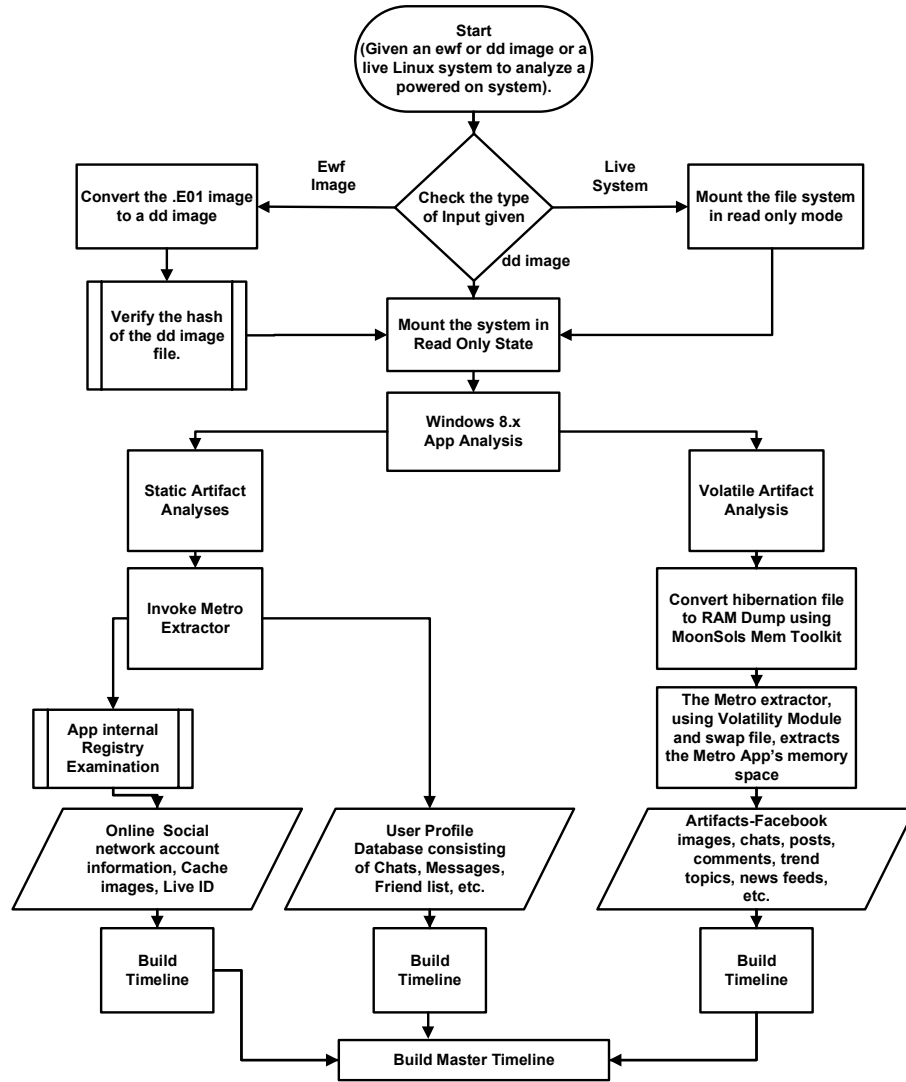 Start
(Given an ewf or dd image or a
live Linux system to analyze a
powered on system).
Ewf
Image
Live
System
Convert the .E01 image
to a dd image
Check the type
of Input given
Mount the file system
in read only mode
dd image
Verify the hash
of the dd image
file.
Mount the system in
Read Only State
Windows 8.x
App Analysis
Static Artifact
Analyses
Volatile Artifact
Analysis
Invoke Metro
Extractor
Convert hibernation file
to RAM Dump using
MoonSols Mem Toolkit
App internal
Registry
Examination
The Metro extractor,
using Volatility Module
and swap file, extracts
the Metro App's memory
space
Online Social
network account
information, Cache
images, Live ID
User Profile
Database consisting
of Chats, Messages,
Friend list, etc.
Artifacts-Facebook
images, chats, posts,
comments, trend
topics, news feeds,
etc.
Build
Timeline
Build
Timeline
Build
Timeline
Build Master Timeline